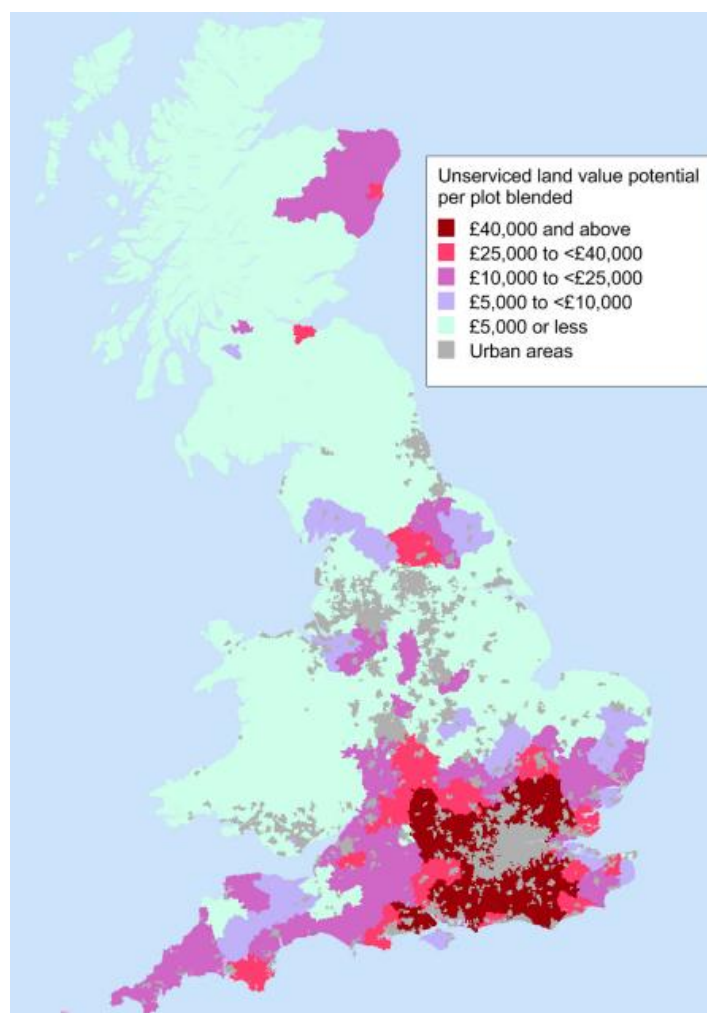 Unserviced land value potential
per plot blended
£40,000 and above
£25,000 to <£40,000
£10,000 to <£25,000
£5,000 to <£10,000
£5,000 or less
Urban areas